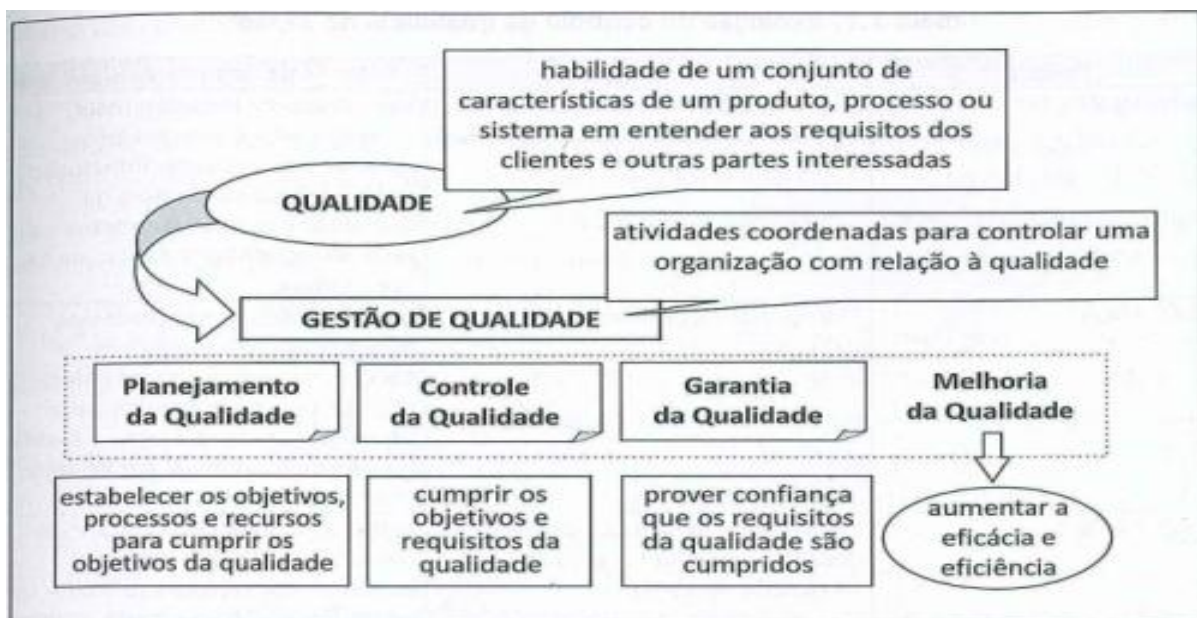 habilidade de um conjunto de
características de um produto, processo ou
sistema em entender aos requisitos dos
clientes e outras partes interessadas
QUALIDADE
atividades coordenadas para controlar uma
organização com relação à qualidade
GESTÃO DE QUALIDADE
Planejamento
da Qualidade
Controle
da Qualidade
Garantia
da Qualidade
Melhoria
da Qualidade
estabelecer os objetivos,
processos e recursos
para cumprir os
objetivos da qualidade
cumprir os
objetivos e
requisitos da
qualidade
prover confiança
que os requisitos
da qualidade são
cumpridos
aumentar a
eficácia e
eficiência